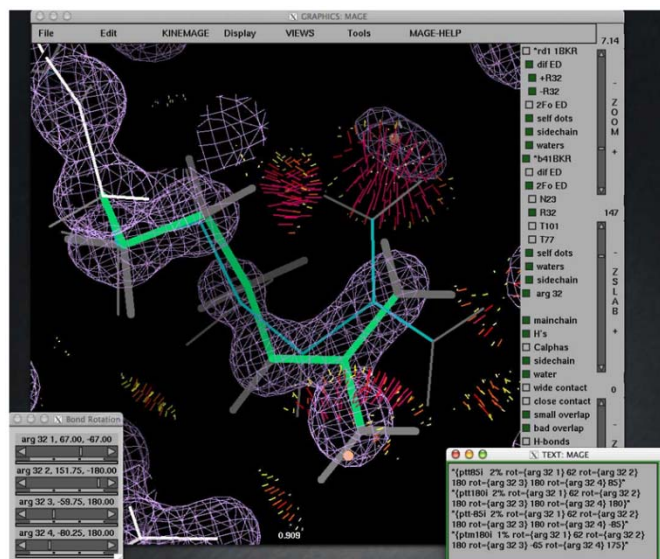 GRAPHICS: MAGE
File Edit KINEMAGE Display VIEWS Tools MAGE-HELP
7.14
*rd1 1BKR
dif ED
+R32
-R32
2Fo ED
self dots
sidechain
waters
*b41BKR
dif ED
2Fo ED
N23
R32
T101
T77
self dots
waters
sidechain
arg 32
mainchain
H's
Calphas
sidechain
water
wide contact
close contact
small overlap
bad overlap
H-bonds
- ZOOM +
147
- ZSLAB +
0
- Z
0.909
Bond Rotation
arg 32 1, 67.00, -67.00
arg 32 2, 151.75, -180.00
arg 32 3, -59.75, 180.00
arg 32 4, -80.25, 180.00
TEXT: MAGE
"{ptt85i 2% rot={arg 32 1} 62 rot={arg 32 2}
180 rot={arg 32 3} 180 rot={arg 32 4} 85}"
"{ptt180i 2% rot={arg 32 1} 62 rot={arg 32 2}
180 rot={arg 32 3} 180 rot={arg 32 4} 180}"
"{ptt-85i 2% rot={arg 32 1} 62 rot={arg 32 2}
180 rot={arg 32 3} 180 rot={arg 32 4} -85}"
"{ptm180i 1% rot={arg 32 1} 62 rot={arg 32 2}
180 rot={arg 32 3} -65 rot={arg 32 4} 175}"